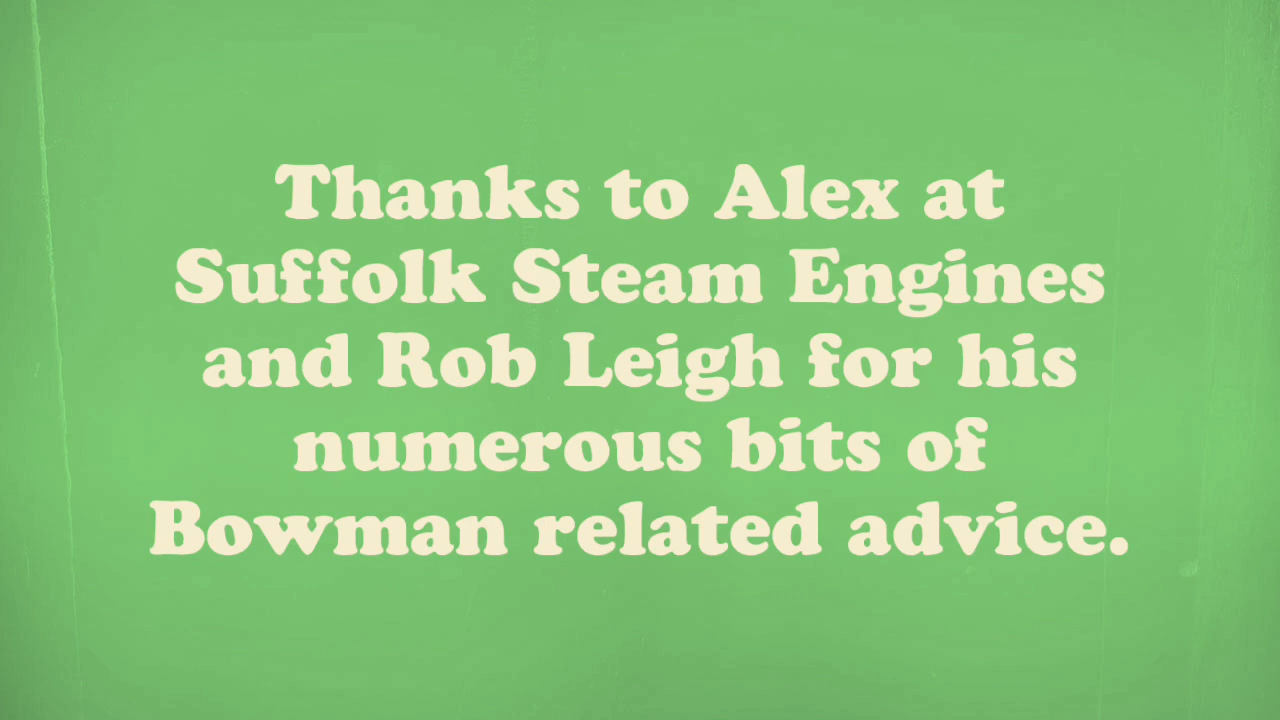 Thanks to Alex at
Suffolk Steam Engines
and Rob Leigh for his
numerous bits of
Bowman related advice.